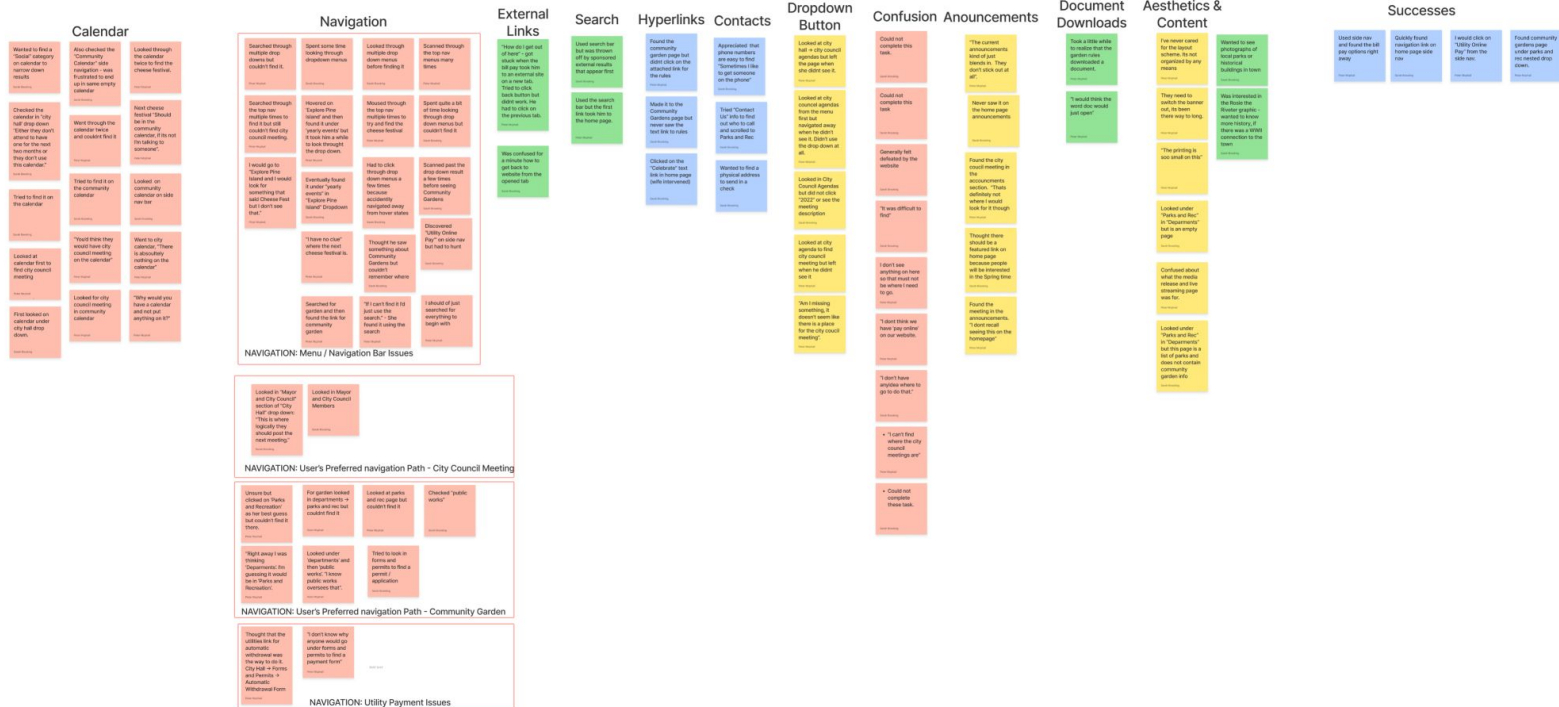 Calendar
Wanted to find a
"Social" category
on calendar to
narrow down
results
Checked the
calendar in "city
hall" drop down
"Either they don't
attend to have
one for the next
two months or
they don't use
this calendar."
Tried to find it on
the calendar
Looked at
calendar first to
find city council
meeting
First looked on
calendar under
city hall drop
down.
Also checked the
"Community
Calendar" side
navigation - was
frustrated to end
up in same empty
calendar
Went through the
calendar twice
and couldnt find it
Tried to find it on
the community
calendar
"You'd think they
would have city
council meeting
on the calendar"
Looked for city
council meeting
in community
calendar
Looked through
the calendar
twice to find the
cheese festival.
Next cheese
festival "Should
be in the
community
calendar, if its not
in I'm talking to
someone".
Looked on
community
calendar on side
nav bar
Went to city
calendar, "There
is absoultely
nothing on the
calendar"
"Why would you
have a calendar
and not put
anything on it?"
Navigation
Searched through
multiple drop
downs but
couldn't find it.
Spent some time
looking through
dropdown menus
Looked through
multiple drop
down menus
before finding it
Scanned through
the top nav
menus many
times
Searched through
the top nav
multiple times to
find it but still
couldn't find city
council meeting.
Hovered on
Explore Pine
Island" and then
found it under
'yearly events' but
it took him a while
to look throught
the drop down.
Moused through
the top nav
multiple times to
try and find the
cheese festival
Spent quite a bit
of time looking
through drop
down menus but
couldn't find it
"I would go to
"Explore Pine
Island and I would
look for
something that
said Cheese Fest
but I don't see
that."
Eventually found
it under "yearly
events" in
"Explore Pine
Island" Dropdown
Had to click
through drop
down menus a
few times
because
accidently
navigated away
from hover states
Scanned past the
drop down result
a few times
before seeing
Community
Gardens
"I have no clue"
where the next
cheese festival is.
Thought he saw
something about
Community
Gardens but
couldn't
remember where
Discovered
"Utility Online
Pay" on side nav
but had to hunt
Searched for
garden and then
found the link for
community
garden
"If I can't find it I'd
just use the
search." - She
found it using the
search
I should of just
searched for
everything to
begin with
NAVIGATION: Menu / Navigation Bar Issues
Looked in "Mayor
and City Council"
section of "City
Hall" drop down:
"This is where
logically they
should post the
next meeting,"
Looked in Mayor
and City Council
Members
NAVIGATION: User's Preferred navigation Path - City Council Meeting
Unsure but
clicked on 'Parks
and Recreation'
as her best guess
but couldn't find it
there.
For garden looked
in departments →
parks and rec but
couldnt find it
Looked at parks
and rec page but
couldn't find it
Checked "public
works"
"Right away I was
thinking
'Deparments'. I'm
guessing it would
be in 'Parks and
Recreation'.
Looked under
'departments' and
then 'public
works'. "I know
public works
oversees that".
Tried to look in
forms and
permits to find a
permit /
application
NAVIGATION: User's Preferred navigation Path - Community Garden
Thought that the
utilities link for
automatic
withdrawal was
the way to do it.
City Hall → Forms
and Permits →
Automatic
Withdrawal Form
"I don't know why
anyone would go
under forms and
permits to find a
payment form"
NAVIGATION: Utility Payment Issues
External
Links
"How do I get out
of here" - got
stuck when the
bill pay took him
to an external site
on a new tab.
Tried to click
back button but
didnt work. He
had to click on
the previous tab.
Was confused for
a minute how to
get back to
website from the
opened tab
Search
Used search bar
but was thrown
off by sponsored
external results
that appear first
Used the search
bar but the first
link took him to
the home page.
Hyperlinks
Found the
community
garden page but
didn't click on the
attached link for
the rules
Made it to the
Community
Gardens page but
never saw the
text link to rules
Clicked on the
"Celebrate" text
link in home page
(wife intervened)
Contacts
Appreciated that
phone numbers
are easy to find
"Sometimes I like
to get someone
on the phone"
Tried "Contact
Us" info to find
out who to call
and scrolled to
Parks and Rec
Wanted to find a
physical address
to send in a
check
Dropdown
Button
Looked at city
hall → city council
agendas but left
the page when
she didnt see it.
Looked at city
council agendas
from the menu
first but
navigated away
when he didn't
see it. Didn't use
the drop down at
all.
Looked in City
Council Agendas
but did not click
"2022" or see the
meeting
description
Looked at city
agenda to find
city council
meeting but left
when he didnt
see it
"Am I missing
something, it
doesn't seem like
there is a place
for the city
council meeting".
Confusion
Could not
complete this
task.
Could not
complete this
task
Generally felt
defeated by the
website
"It was difficult to
find"
I don't see
anything on here
so that must not
be where I need
to go.
"I dont think we
have 'pay online'
on our website.
"I don't have
anyidea where to
go to do that."
• "I can't find
where the city
council
meetings are"
• Could not
complete
these task.
Anouncements
"The current
announcements
kind of just
blends in. They
don't stick out at
all".
Never saw it on
the home page
announcements
Found the city
council meeting in
the
accouncments
section. "Thats
definitely not
where I would
look for it though
Thought there
should be a
featured link on
home page
because people
will be interested
in the Spring time
Found the
meeting in the
announcements.
"I dont recall
seeing this on the
homepage"
Document
Downloads
Took a little while
to realize that the
garden rules
downloaded a
document.
"I would think the
word doc would
just open"
Aesthetics &
Content
I've never cared
for the layout
scheme, its not
organized by any
means
They need to
switch the banner
out, its been
there way to long.
"The printing is
soo small on this"
Looked under
"Parks and Rec"
in "Deparments"
but is an empty
page
Confused about
what the media
release and live
streaming page
was for.
Looked under
"Parks and Rec"
in "Deparments"
but this page is a
list of parks and
does not contain
community
garden info
Wanted to see
photographs of
local parks or
historical
buildings in town
Was interested in
the Rosie the
Riveter graphic -
wanted to know
more history, if
there was a WWII
connection to the
town
Successes
Used side nav
and found the bill
pay options right
away
Quickly found
navigation link on
home page side
nav
I would click on
"Utility Online
Pay" from the
side nav.
Found community
gardens page
under parks and
rec nested drop
down.